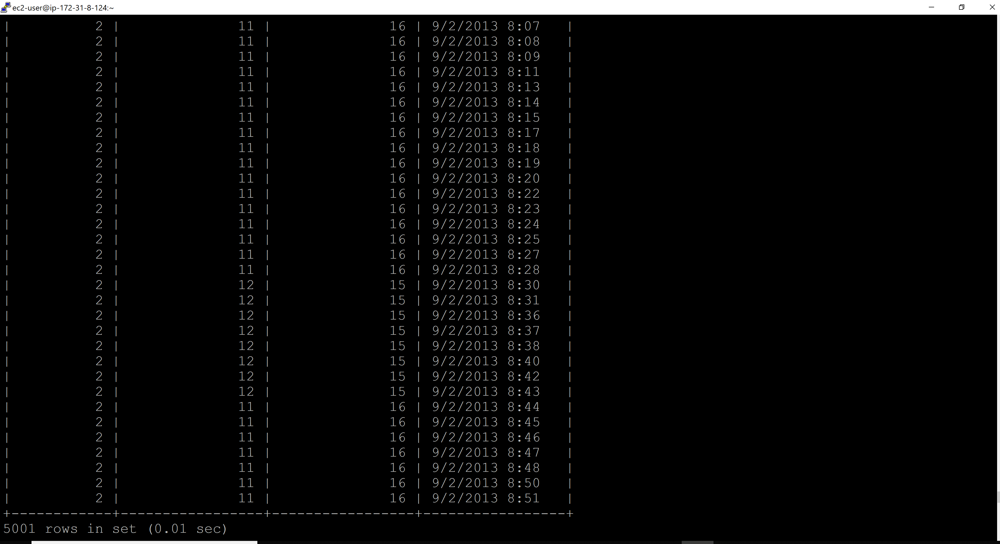 ec2-user@ip-172-31-8-124:~
| 2 | 11 | 16 | 9/2/2013 8:07 |
| 2 | 11 | 16 | 9/2/2013 8:08 |
| 2 | 11 | 16 | 9/2/2013 8:09 |
| 2 | 11 | 16 | 9/2/2013 8:11 |
| 2 | 11 | 16 | 9/2/2013 8:13 |
| 2 | 11 | 16 | 9/2/2013 8:14 |
| 2 | 11 | 16 | 9/2/2013 8:15 |
| 2 | 11 | 16 | 9/2/2013 8:17 |
| 2 | 11 | 16 | 9/2/2013 8:18 |
| 2 | 11 | 16 | 9/2/2013 8:19 |
| 2 | 11 | 16 | 9/2/2013 8:20 |
| 2 | 11 | 16 | 9/2/2013 8:22 |
| 2 | 11 | 16 | 9/2/2013 8:23 |
| 2 | 11 | 16 | 9/2/2013 8:24 |
| 2 | 11 | 16 | 9/2/2013 8:25 |
| 2 | 11 | 16 | 9/2/2013 8:27 |
| 2 | 11 | 16 | 9/2/2013 8:28 |
| 2 | 12 | 15 | 9/2/2013 8:30 |
| 2 | 12 | 15 | 9/2/2013 8:31 |
| 2 | 12 | 15 | 9/2/2013 8:36 |
| 2 | 12 | 15 | 9/2/2013 8:37 |
| 2 | 12 | 15 | 9/2/2013 8:38 |
| 2 | 12 | 15 | 9/2/2013 8:40 |
| 2 | 12 | 15 | 9/2/2013 8:42 |
| 2 | 12 | 15 | 9/2/2013 8:43 |
| 2 | 11 | 16 | 9/2/2013 8:44 |
| 2 | 11 | 16 | 9/2/2013 8:45 |
| 2 | 11 | 16 | 9/2/2013 8:46 |
| 2 | 11 | 16 | 9/2/2013 8:47 |
| 2 | 11 | 16 | 9/2/2013 8:48 |
| 2 | 11 | 16 | 9/2/2013 8:50 |
| 2 | 11 | 16 | 9/2/2013 8:51 |
+------------+-----------------+-----------------+-----------------+
5001 rows in set (0.01 sec)